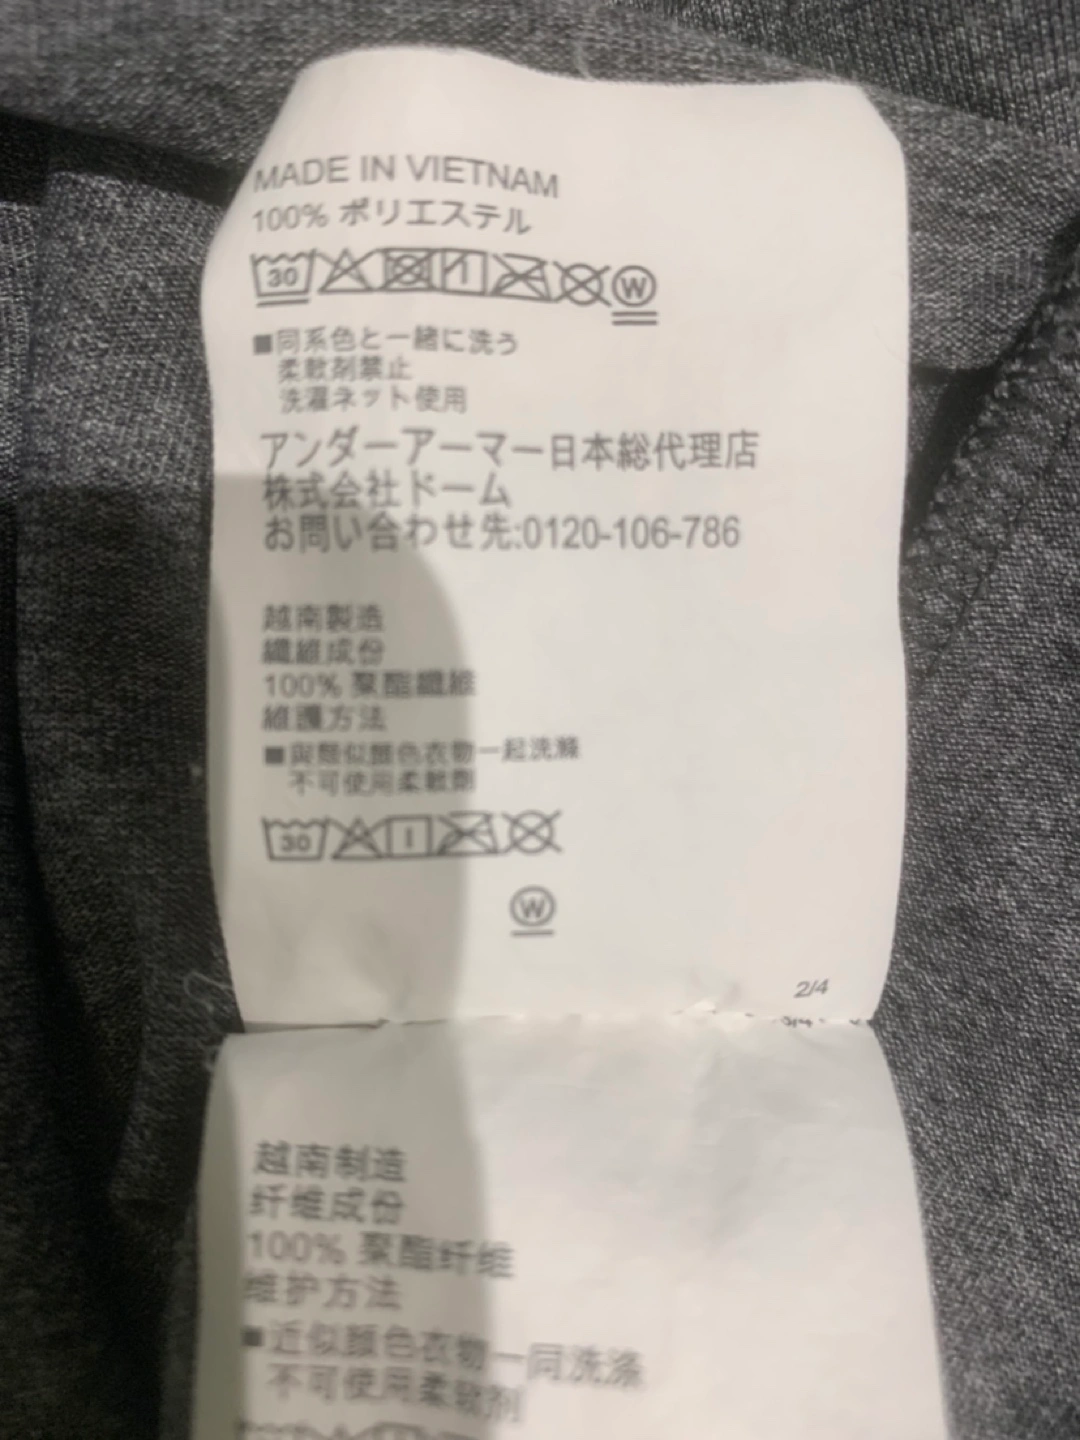 MADE IN VIETNAM
100% ポリエステル
30 W
■同系色と一緒に洗う
柔軟剤禁止
洗濯ネット使用
アンダーアーマー日本総代理店
株式会社ドーム
お問い合わせ先:0120-106-786
越南製造
纖維成份
100% 聚酯纖維
維護方法
■與類似顏色衣物一起洗滌
不可使用柔軟劑
30
W
2/4
越南制造
纤维成份
100% 聚酯纤维
维护方法
■近似颜色衣物一同洗涤
不可使用柔软剂